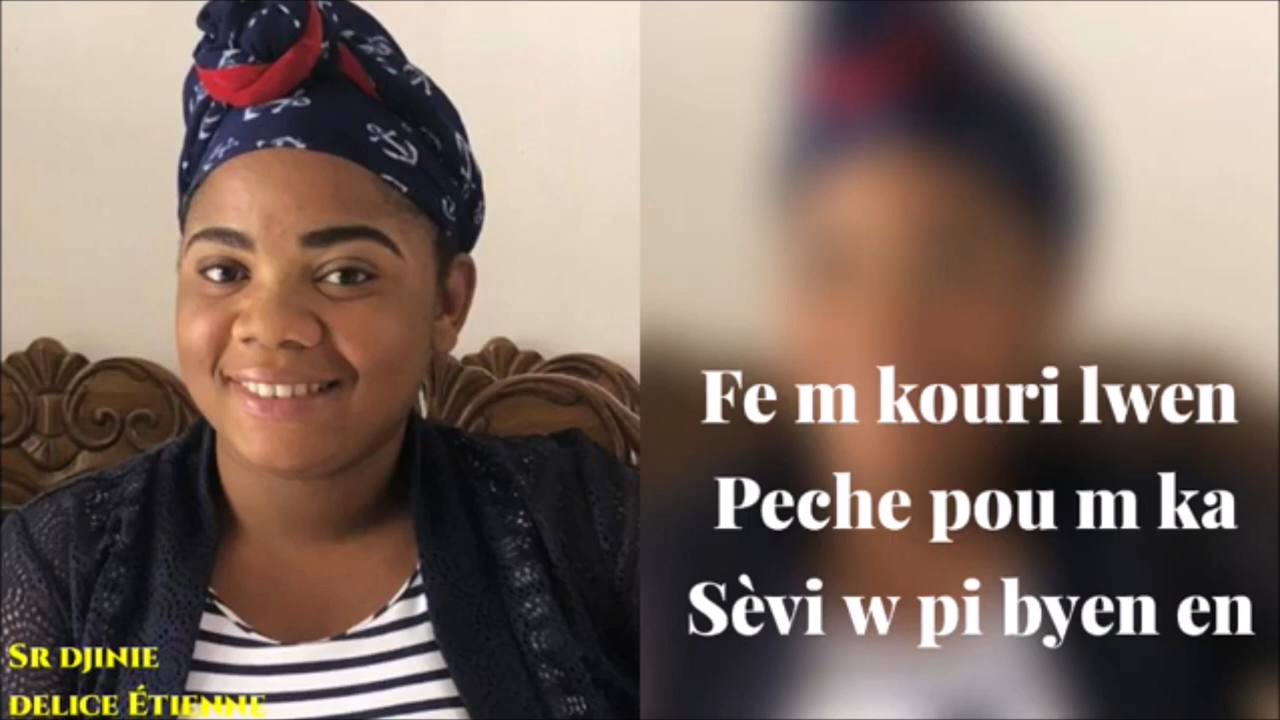 Fe m kouri lwen
Peche pou m ka
Sèvi w pi byen en
Sr djinie
delice Étienne